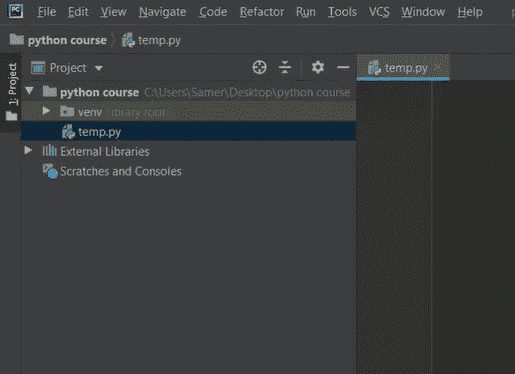 PC File Edit View Navigate Code Refactor Run Tools VCS Window Help
python course temp.py
1: Project
Project temp.py
python course C:\Users\Samer\Desktop\python course
venv library root
temp.py
External Libraries
Scratches and Consoles